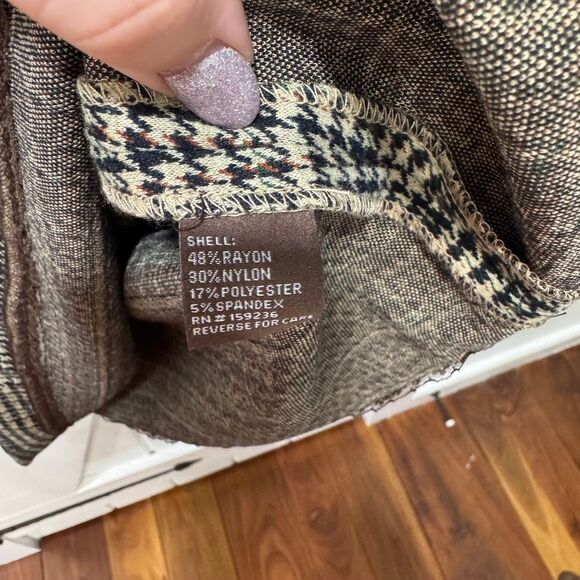 SHELL:
48%RAYON
30%NYLON
17%POLYESTER
5%SPANDEX
RN# 159236
REVERSE FOR CARE